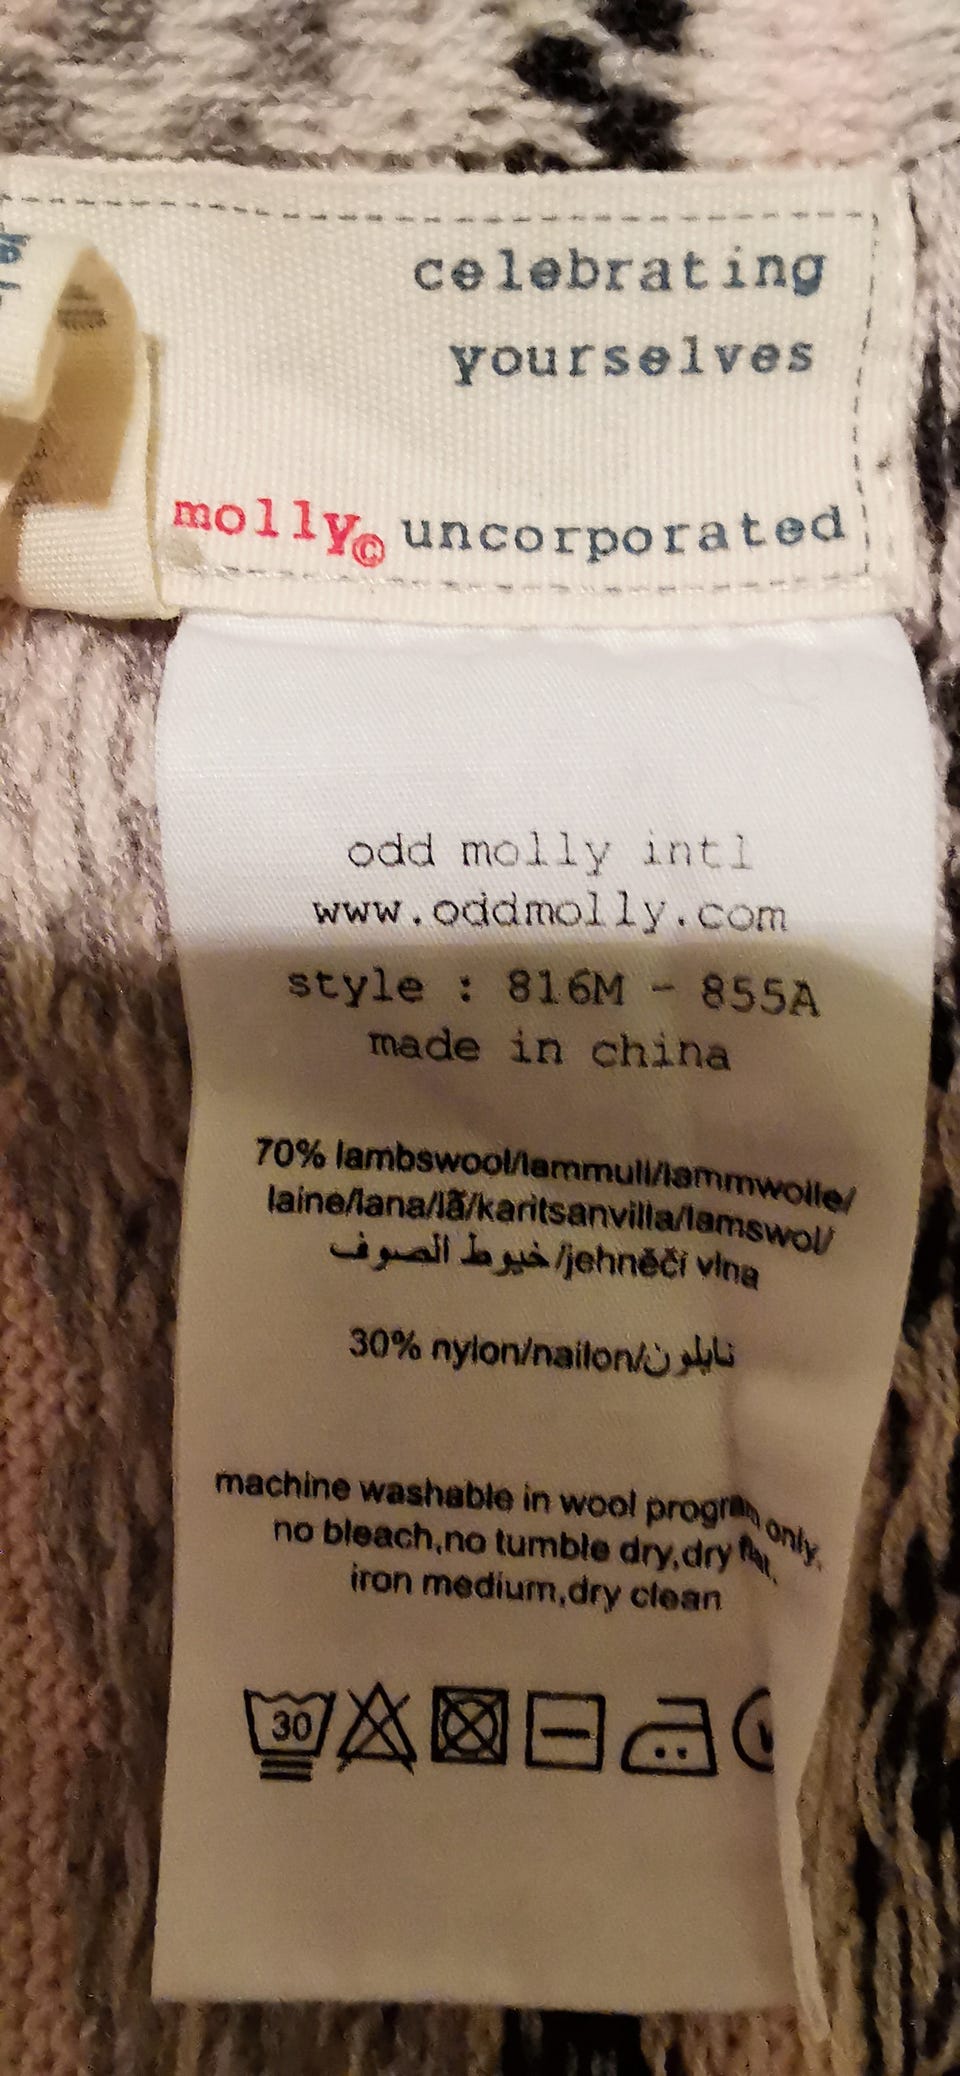 celebrating
yourselves
molly© uncorporated
odd molly intl
www.oddmolly.com
style : 816M - 855A
made in china
70% lambswool/lammull/lammwolle/
laine/lana/lã/karitsanvilla/lamswol/
خيوط الصوف/jehněčí vlna
30% nylon/nailon/نايلون
machine washable in wool program only,
no bleach,no tumble dry,dry flat,
iron medium,dry clean
30